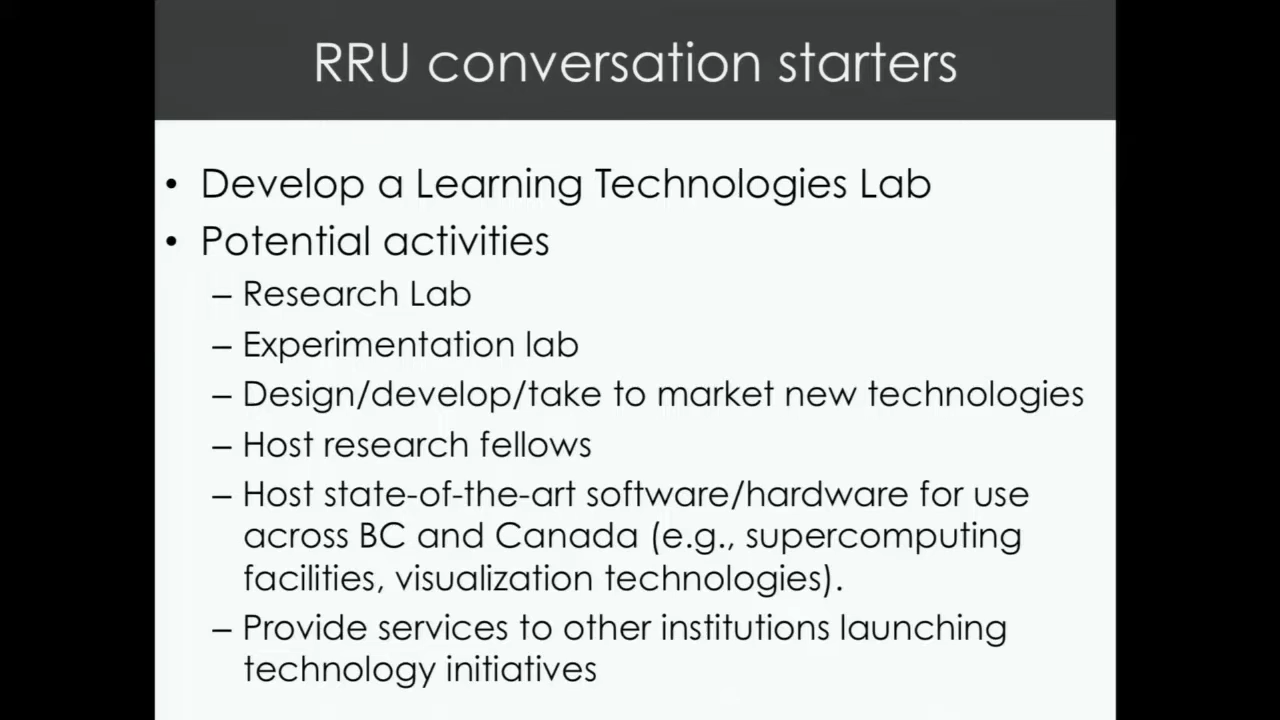 RRU conversation starters
• Develop a Learning Technologies Lab
• Potential activities
– Research Lab
– Experimentation lab
– Design/develop/take to market new technologies
– Host research fellows
– Host state-of-the-art software/hardware for use
across BC and Canada (e.g., supercomputing
facilities, visualization technologies).
– Provide services to other institutions launching
technology initiatives